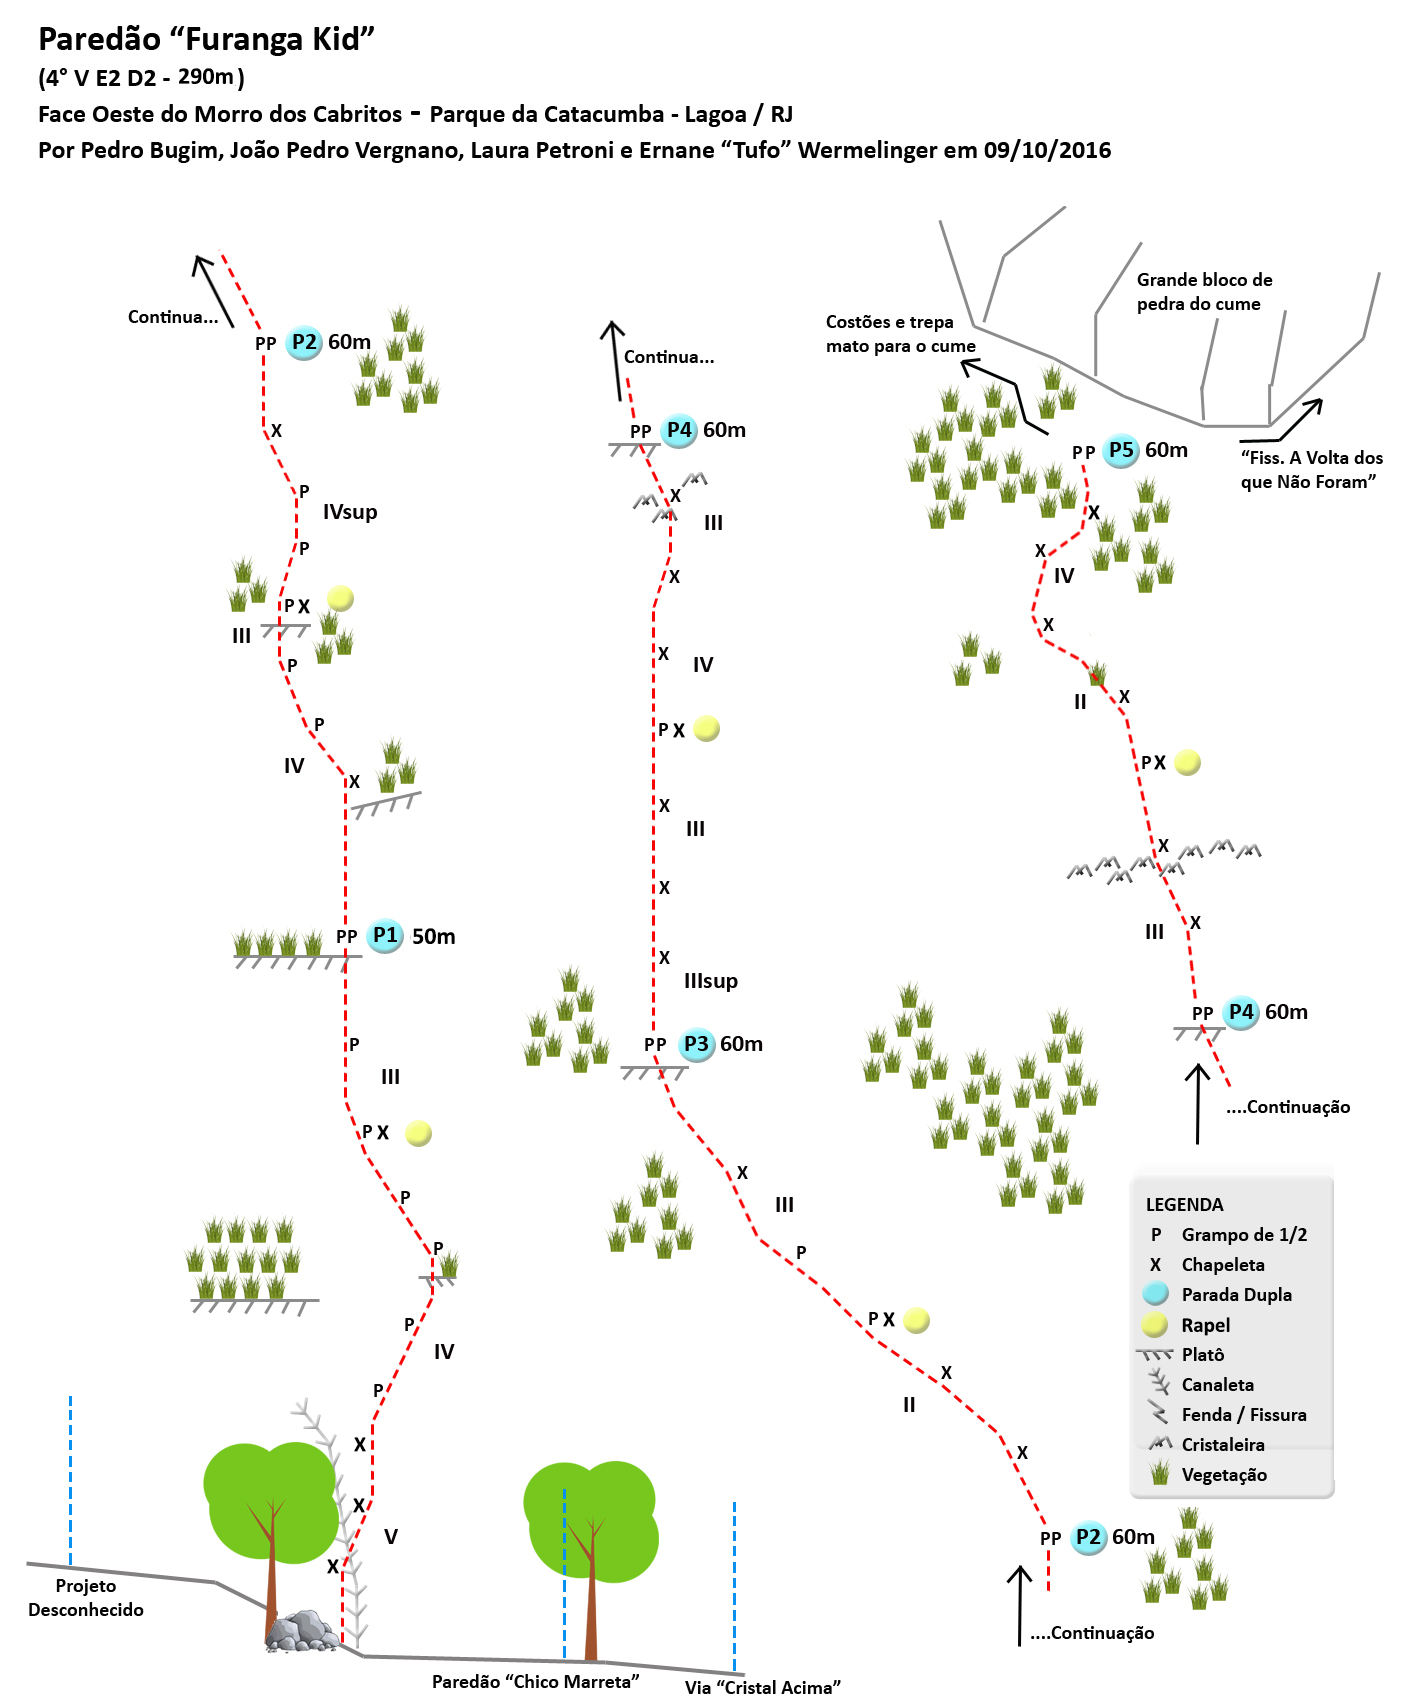 Paredão “Furanga Kid”
(4° V E2 D2 - 290m)
Face Oeste do Morro dos Cabritos - Parque da Catacumba - Lagoa / RJ
Por Pedro Bugim, João Pedro Vergnano, Laura Petroni e Ernane “Tufo” Wermelinger em 09/10/2016
Continua...
PP P2 60m
X
P
IVsup
P
P X
III
P
P
IV
X
PP P1 50m
P
III
P X
P
P
P
IV
P
X
X
V
X
Projeto
Desconhecido
Paredão “Chico Marreta”
Via “Cristal Acima”
Continua...
PP P4 60m
X
III
X
X
IV
P X
X
III
X
X
IIIsup
PP P3 60m
X
III
P
P X
X
II
X
PP P2 60m
....Continuação
Grande bloco de
pedra do cume
Costões e trepa
mato para o cume
PP P5 60m
“Fiss. A Volta dos
que Não Foram”
X
X
IV
X
II
X
P X
X
X
III
PP P4 60m
....Continuação
LEGENDA
P Grampo de 1/2
X Chapeleta
Parada Dupla
Rapel
Platô
Canaleta
Fenda / Fissura
Cristaleira
Vegetação